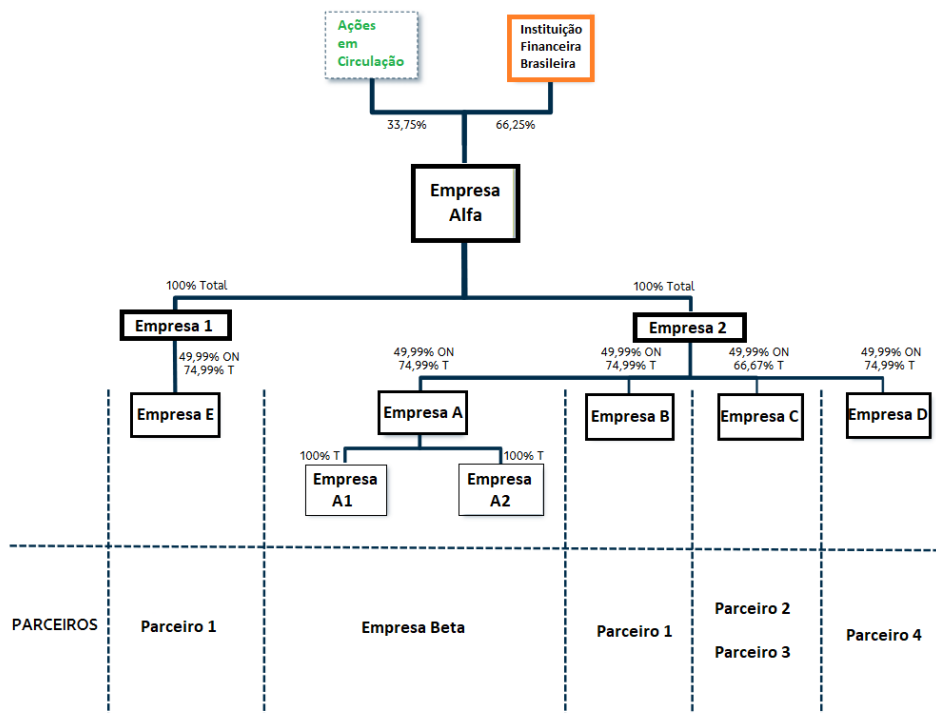 Ações
em
Circulação
Instituição
Financeira
Brasileira
33,75%
66,25%
Empresa
Alfa
100% Total
100% Total
Empresa 1
Empresa 2
49,99% ON
74,99% T
49,99% ON
74,99% T
49,99% ON
74,99% T
49,99% ON
66,67% T
49,99% ON
74,99% T
Empresa E
Empresa A
Empresa B
Empresa C
Empresa D
100% T
100% T
Empresa
A1
Empresa
A2
PARCEIROS
Parceiro 1
Empresa Beta
Parceiro 1
Parceiro 2
Parceiro 3
Parceiro 4